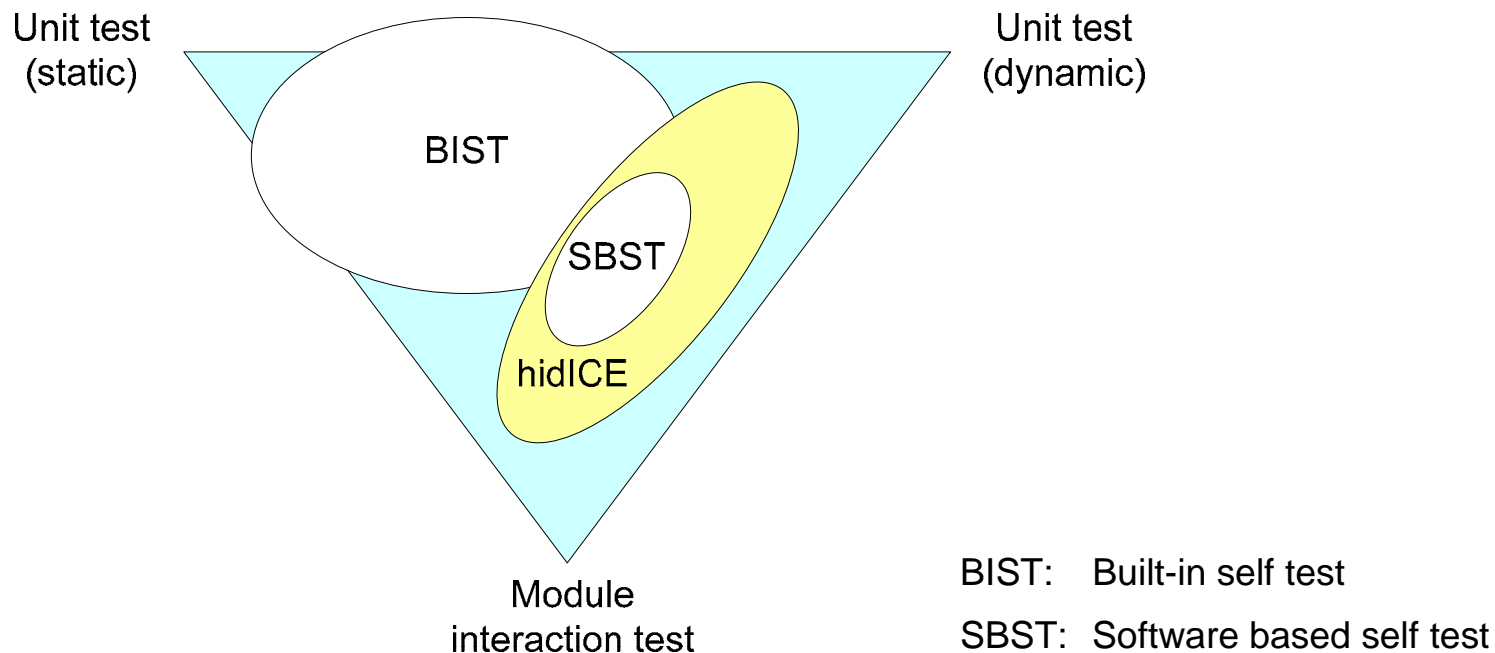 Unit test
(static)
Unit test
(dynamic)
BIST
SBST
hidICE
Module
interaction test
BIST: Built-in self test
SBST: Software based self test